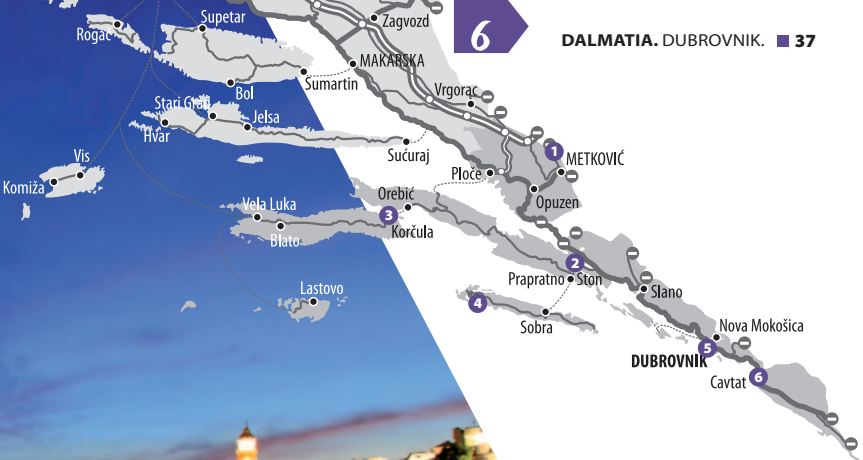 6
DALMATIA. DUBROVNIK. 37
Supetar
Rogač
Zagvozd
MAKARSKA
Sumartin
Bol
Vrgorac
Stari Grad
Jelsa
Hvar
Sućuraj
1
METKOVIĆ
Vis
Komiža
Ploče
Opuzen
Orebić
Vela Luka
3
Korčula
Blato
2
Prapratno
Ston
Lastovo
4
Slano
Sobra
Nova Mokošica
5
DUBROVNIK
Cavtat
6